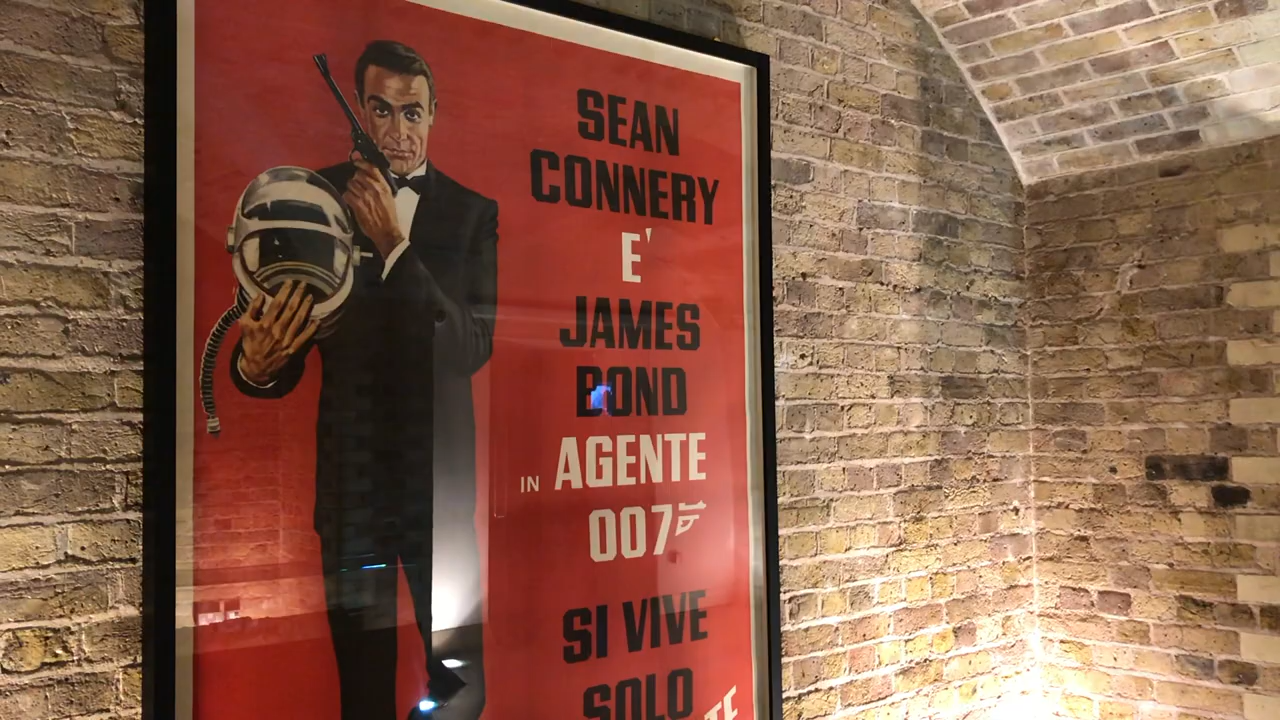 SEAN
CONNERY
E'
JAMES
BOND
IN AGENTE
007
SI VIVE
SOLO